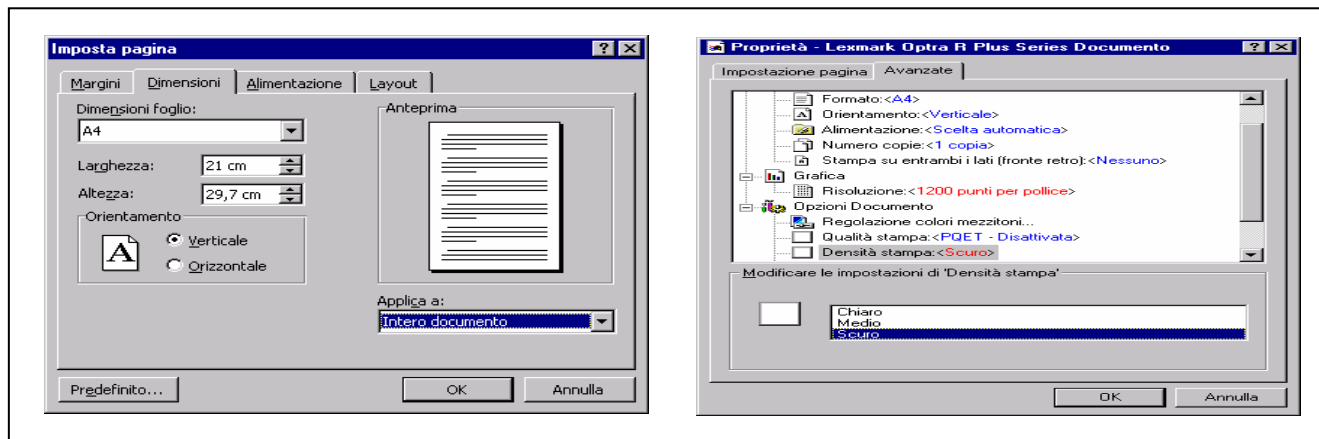 Imposta pagina
Margini Dimensioni Alimentazione Layout
Dimensioni foglio:
A4
Larghezza: 21 cm
Altezza: 29,7 cm
Orientamento
A
Verticale
Orizzontale
Anteprima
Applica a:
Intero documento
Predefinito... OK Annulla
Proprietà - Lexmark Optra R Plus Series Documento
Impostazione pagina Avanzate
Formato:<A4>
Orientamento:<Verticale>
Alimentazione:<Scelta automatica>
Numero copie:<1 copia>
Stampa su entrambi i lati (fronte retro):<Nessuno>
Grafica
Risoluzione:<1200 punti per pollice>
Opzioni Documento
Regolazione colori mezzitoni...
Qualità stampa:<PQET - Disattivata>
Densità stampa:<Scuro>
Modificare le impostazioni di 'Densità stampa'
Chiaro
Medio
Scuro
OK Annulla